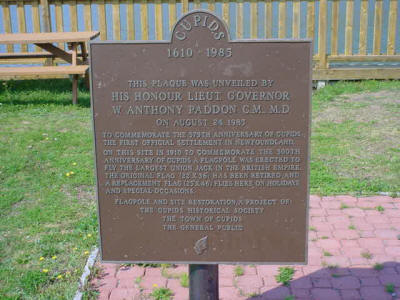 CUPIDS
1610 - 1985
THIS PLAQUE WAS UNVEILED BY
HIS HONOUR LIEUT. GOVERNOR
W. ANTHONY PADDON C.M., M.D
ON AUGUST 24 1985
TO COMMEMORATE THE 375TH ANNIVERSARY OF CUPIDS,
THE FIRST OFFICIAL SETTLEMENT IN NEWFOUNDLAND.
ON THIS SITE IN 1910 TO COMMEMORATE THE 300TH
ANNIVERSARY OF CUPIDS A FLAGPOLE WAS ERECTED TO
FLY THE LARGEST UNION JACK IN THE BRITISH EMPIRE
THE ORIGINAL FLAG HAS BEEN RETIRED AND
A REPLACEMENT FLAG FLIES HERE ON HOLIDAYS
AND SPECIAL OCCASIONS.
FLAGPOLE AND SITE RESTORATION A PROJECT OF:
THE CUPIDS HISTORICAL SOCIETY
THE TOWN OF CUPIDS
THE GENERAL PUBLIC